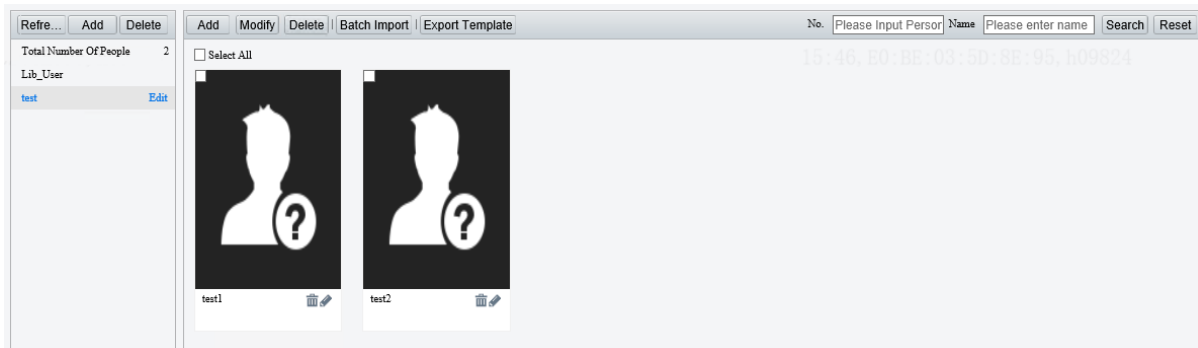 Refre... Add Delete
Add Modify Delete Batch Import Export Template No. Please Input Person Name Please enter name Search Reset
Total Number Of People 2
Lib_User
test Edit
Select All
15:46, E0:BE:03:5D:8E:95, h09824
?
?
test1
test2